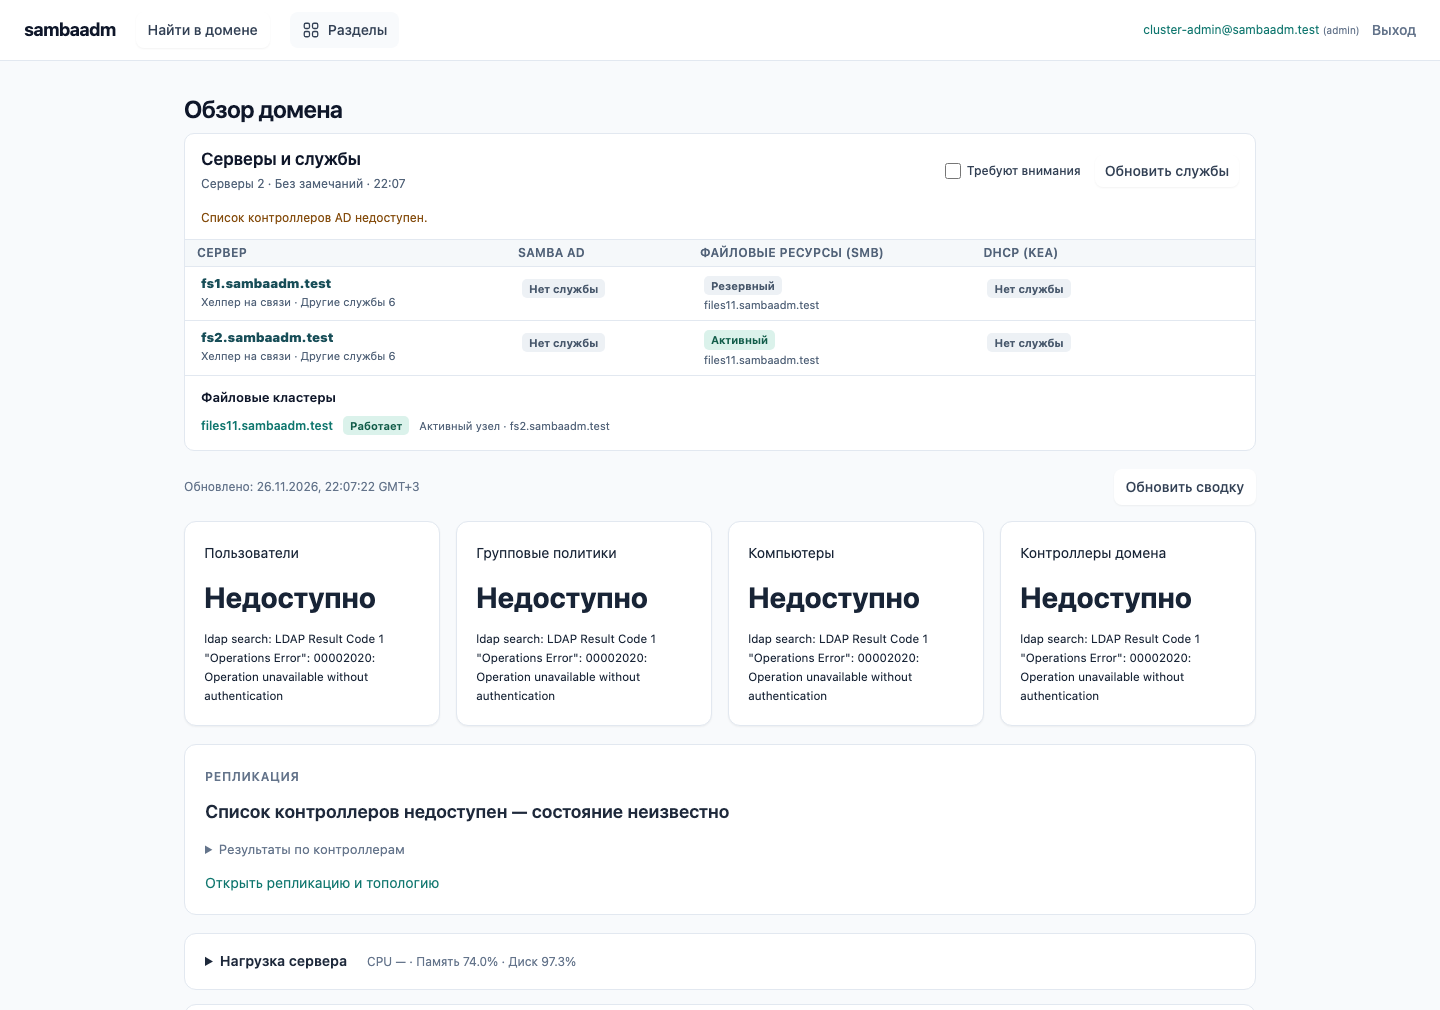 sambaadm
Найти в домене
Разделы
cluster-admin@sambaadm.test (admin)
Выход
Обзор домена
Серверы и службы
Серверы 2 · Без замечаний · 22:07
Требуют внимания
Обновить службы
Список контроллеров AD недоступен.
СЕРВЕР
SAMBA AD
ФАЙЛОВЫЕ РЕСУРСЫ (SMB)
DHCP (KEA)
fs1.sambaadm.test
Хелпер на связи · Другие службы 6
Нет службы
Резервный
files11.sambaadm.test
Нет службы
fs2.sambaadm.test
Хелпер на связи · Другие службы 6
Нет службы
Активный
files11.sambaadm.test
Нет службы
Файловые кластеры
files11.sambaadm.test Работает Активный узел · fs2.sambaadm.test
Обновлено: 26.11.2026, 22:07:22 GMT+3
Обновить сводку
Пользователи
Недоступно
ldap search: LDAP Result Code 1
"Operations Error": 00002020:
Operation unavailable without
authentication
Групповые политики
Недоступно
ldap search: LDAP Result Code 1
"Operations Error": 00002020:
Operation unavailable without
authentication
Компьютеры
Недоступно
ldap search: LDAP Result Code 1
"Operations Error": 00002020:
Operation unavailable without
authentication
Контроллеры домена
Недоступно
ldap search: LDAP Result Code 1
"Operations Error": 00002020:
Operation unavailable without
authentication
РЕПЛИКАЦИЯ
Список контроллеров недоступен — состояние неизвестно
Результаты по контроллерам
Открыть репликацию и топологию
Нагрузка сервера CPU — · Память 74.0% · Диск 97.3%